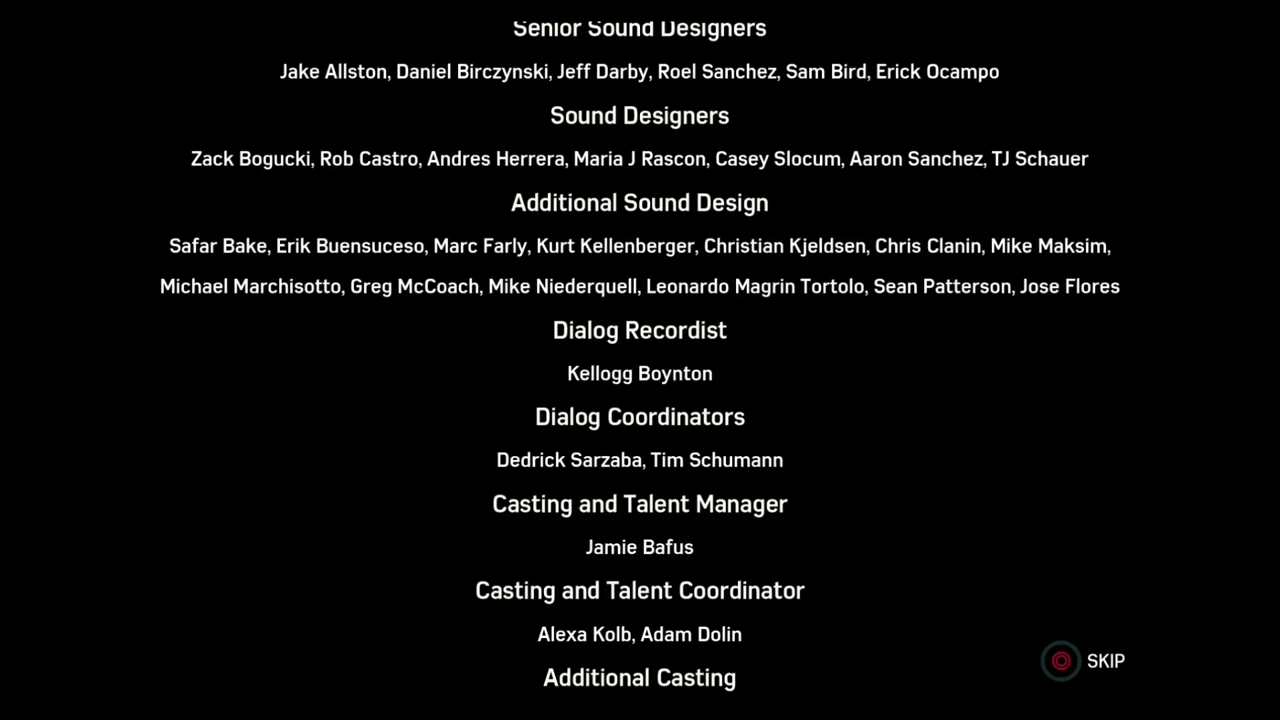 Senior Sound Designers
Jake Allston, Daniel Birczynski, Jeff Darby, Roel Sanchez, Sam Bird, Erick Ocampo
Sound Designers
Zack Bogucki, Rob Castro, Andres Herrera, Maria J Rascon, Casey Slocum, Aaron Sanchez, TJ Schauer
Additional Sound Design
Safar Bake, Erik Buensuceso, Marc Farly, Kurt Kellenberger, Christian Kjeldsen, Chris Clanin, Mike Maksim,
Michael Marchisotto, Greg McCoach, Mike Niederquell, Leonardo Magrin Tortolo, Sean Patterson, Jose Flores
Dialog Recordist
Kellogg Boynton
Dialog Coordinators
Dedrick Sarzaba, Tim Schumann
Casting and Talent Manager
Jamie Bafus
Casting and Talent Coordinator
Alexa Kolb, Adam Dolin
SKIP
Additional Casting